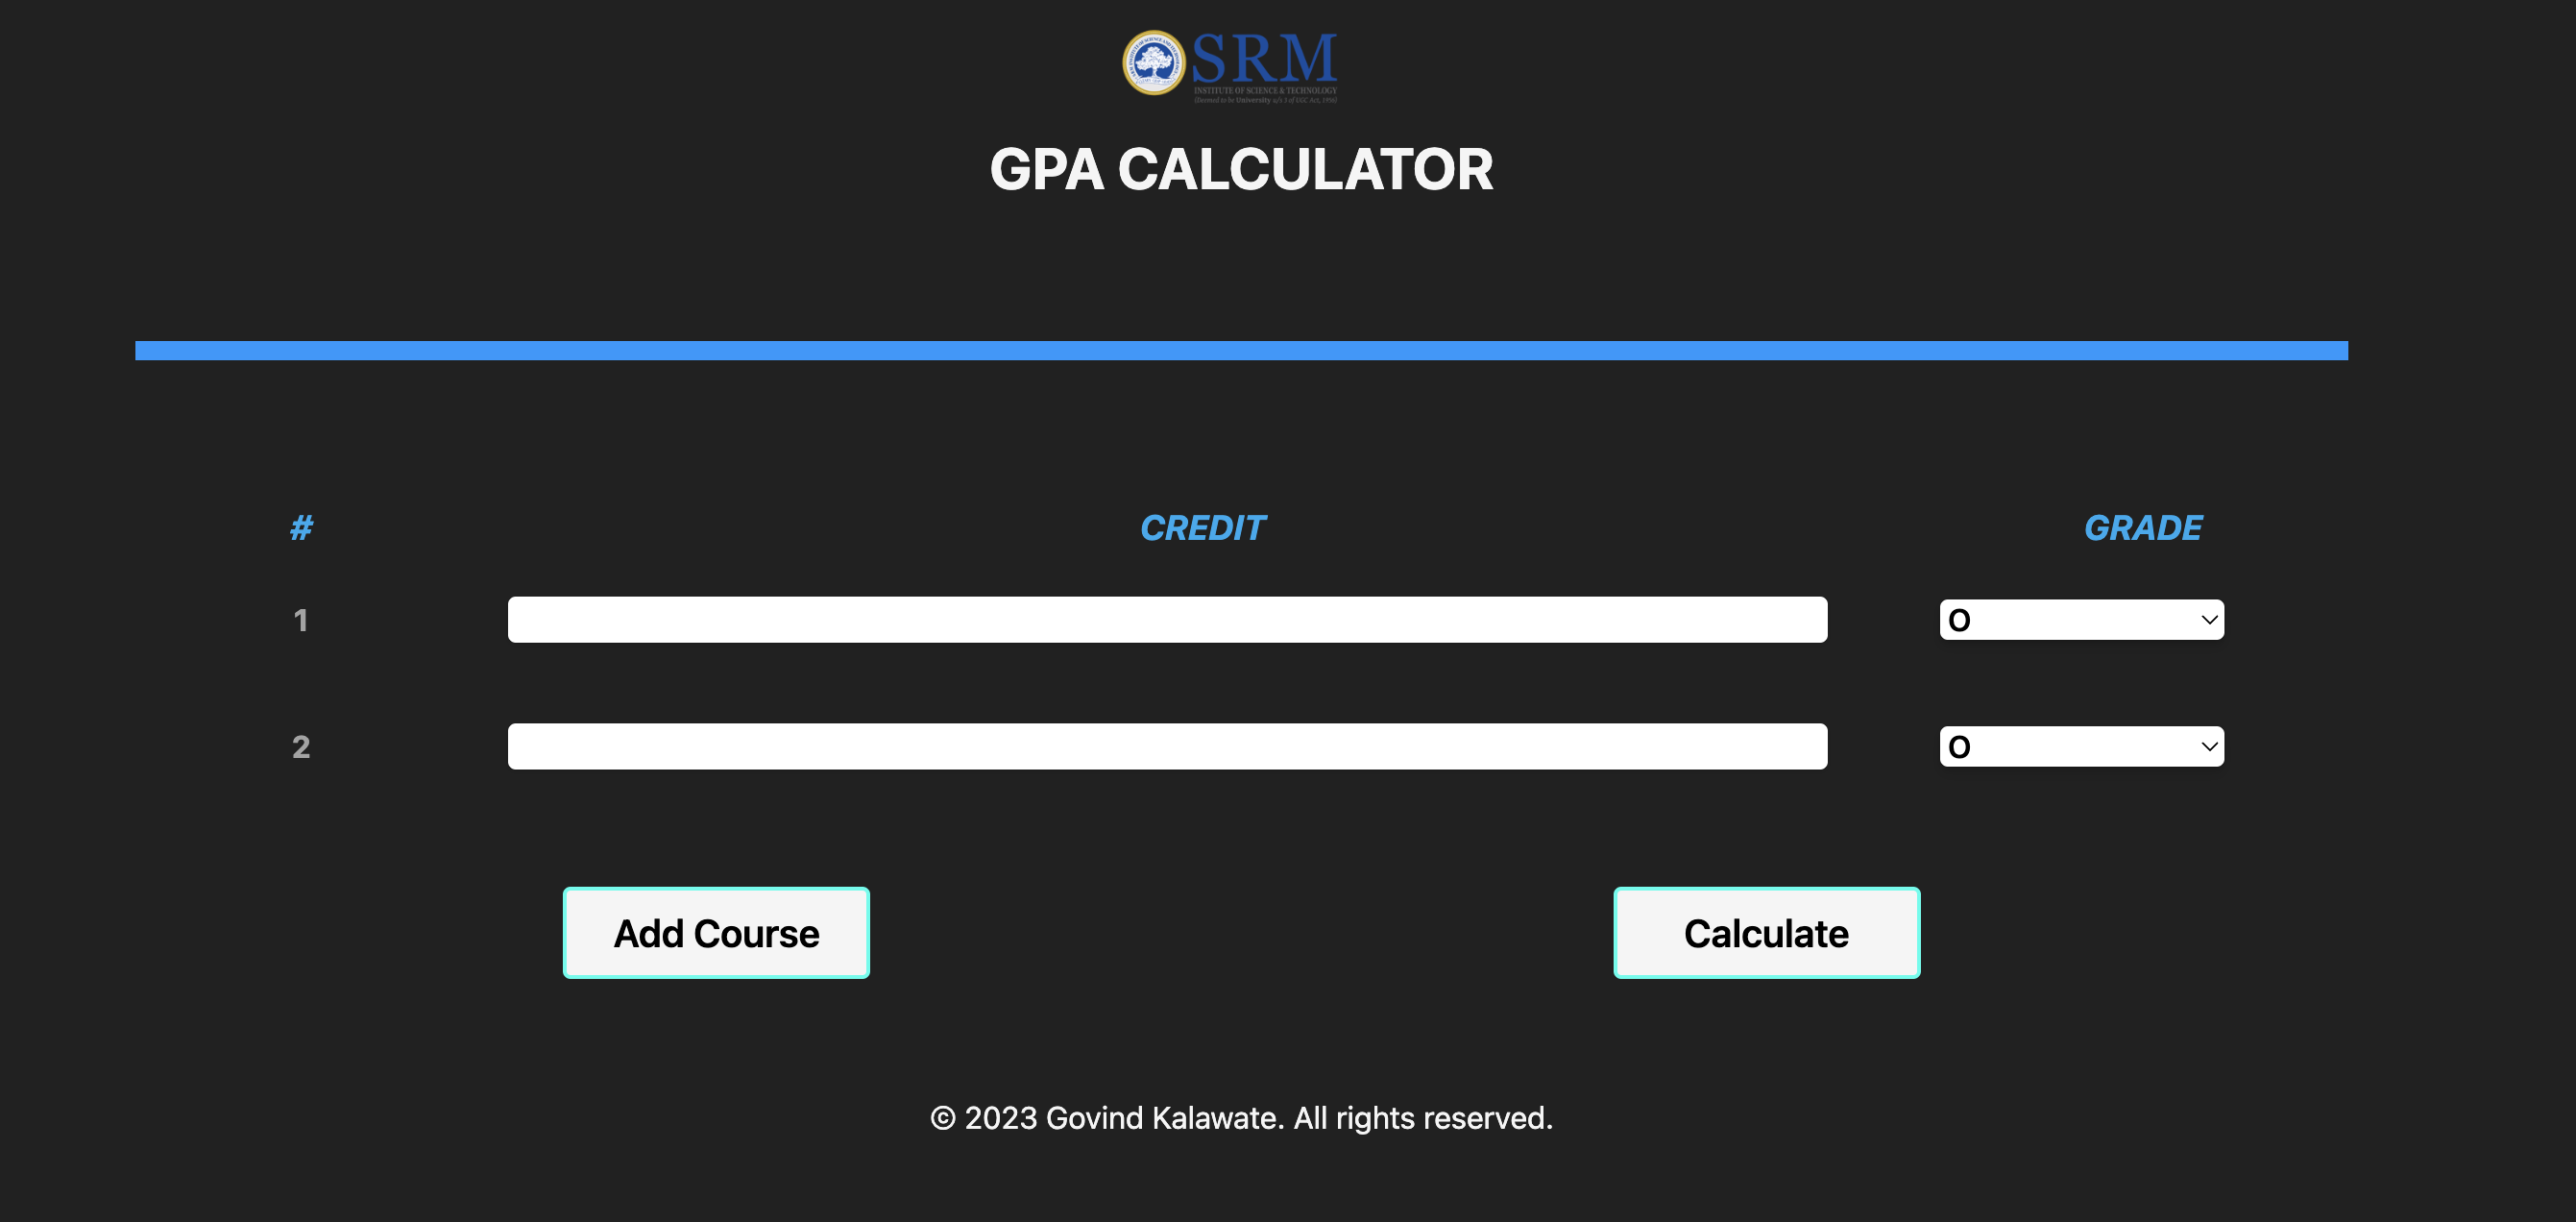 SRM
INSTITUTE OF SCIENCE & TECHNOLOGY
(Deemed to be University u/s 3 of UGC Act, 1956)
GPA CALCULATOR
# CREDIT GRADE
1 O
2 O
Add Course Calculate
© 2023 Govind Kalawate. All rights reserved.